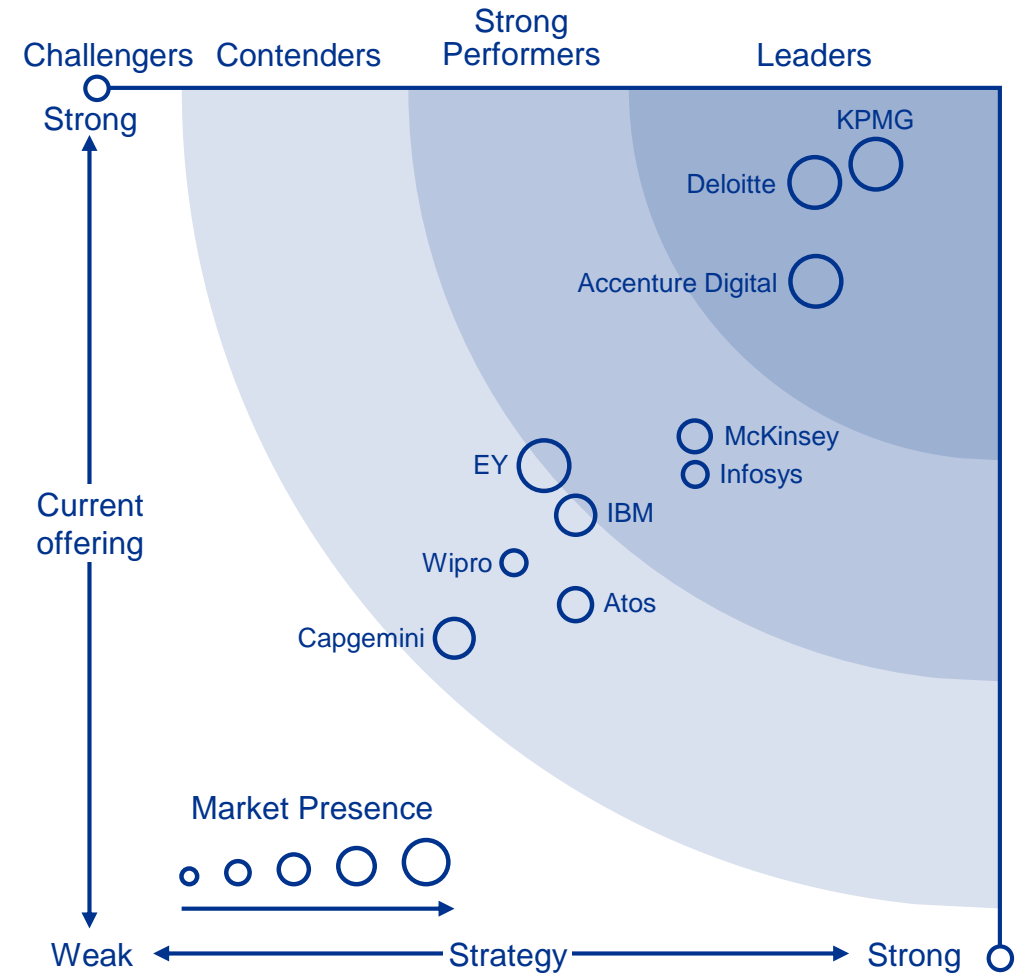 Strong
Challengers Contenders Performers Leaders
Strong
KPMG
Deloitte
Accenture Digital
McKinsey
EY
Infosys
Current
offering
IBM
Wipro
Atos
Capgemini
Market Presence
Weak
Strategy
Strong